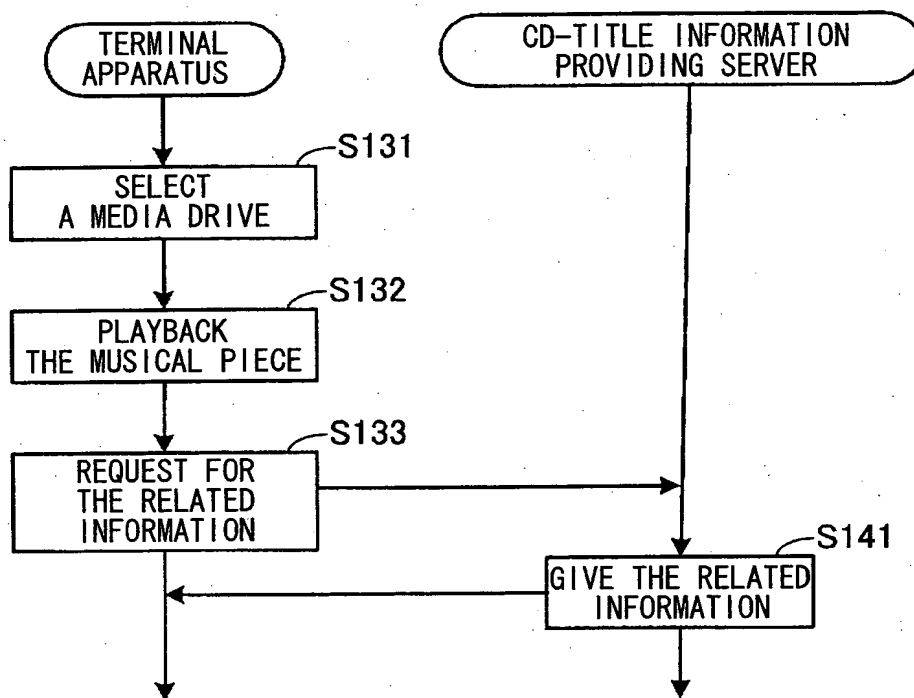 TERMINAL
APPARATUS
CD-TITLE INFORMATION
PROVIDING SERVER
S131
SELECT
A MEDIA DRIVE
S132
PLAYBACK
THE MUSICAL PIECE
S133
REQUEST FOR
THE RELATED
INFORMATION
S141
GIVE THE RELATED
INFORMATION